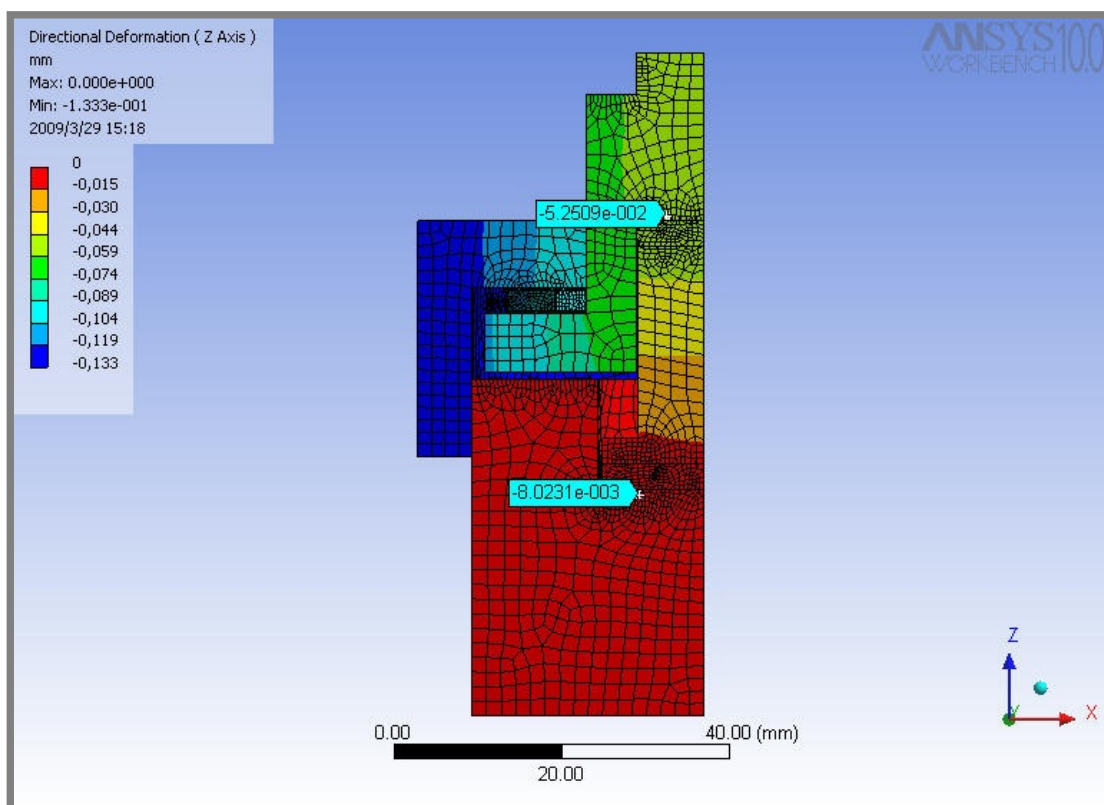 Directional Deformation ( Z Axis )
mm
Max: 0.000e+000
Min: -1.333e-001
2009/3/29 15:18
0
-0,015
-0,030
-0,044
-0,059
-0,074
-0,089
-0,104
-0,119
-0,133
ANSYS 10.0
WORKBENCH
-5.2509e-002
-8.0231e-003
0.00
40.00 (mm)
20.00
Z
Y
X